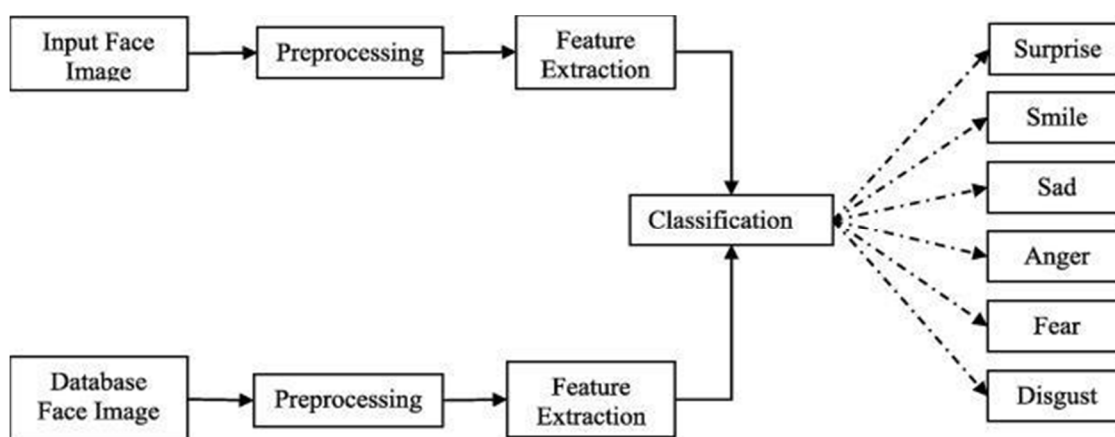 Input Face
Image
Preprocessing
Feature
Extraction
Classification
Database
Face Image
Preprocessing
Feature
Extraction
Surprise
Smile
Sad
Anger
Fear
Disgust